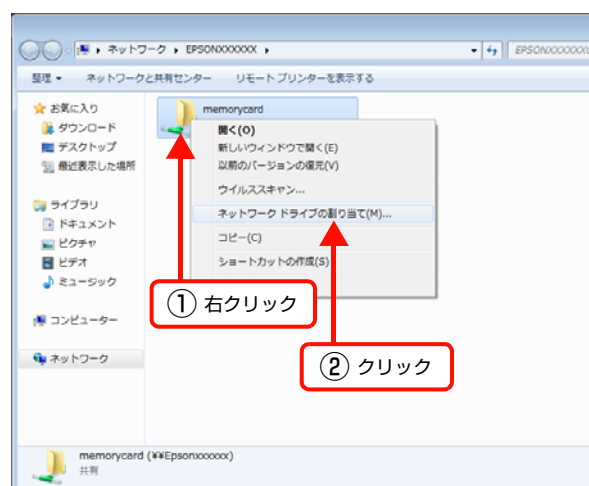 ネットワーク ▸ EPSONXXXXXX ▸
EPSONXXXXXX
整理 ▼ ネットワークと共有センター リモート プリンターを表示する
お気に入り
ダウンロード
デスクトップ
最近表示した場所
ライブラリ
ドキュメント
ピクチャ
ビデオ
ミュージック
コンピューター
ネットワーク
memorycard
開く(O)
新しいウィンドウで開く(E)
以前のバージョンの復元(V)
ウイルススキャン...
ネットワーク ドライブの割り当て(M)...
コピー(C)
ショートカットの作成(S)
① 右クリック
② クリック
memorycard (¥¥Epsonxxxxxx)
共有